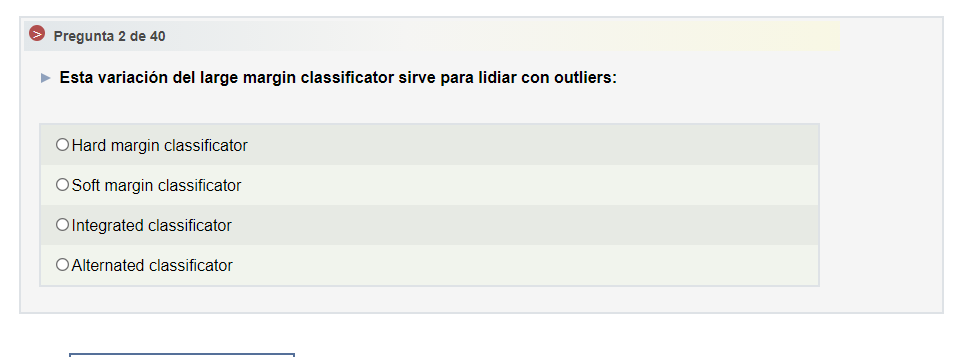 Pregunta 2 de 40
Esta variación del large margin classificator sirve para lidiar con outliers:
Hard margin classificator
Soft margin classificator
Integrated classificator
Alternated classificator